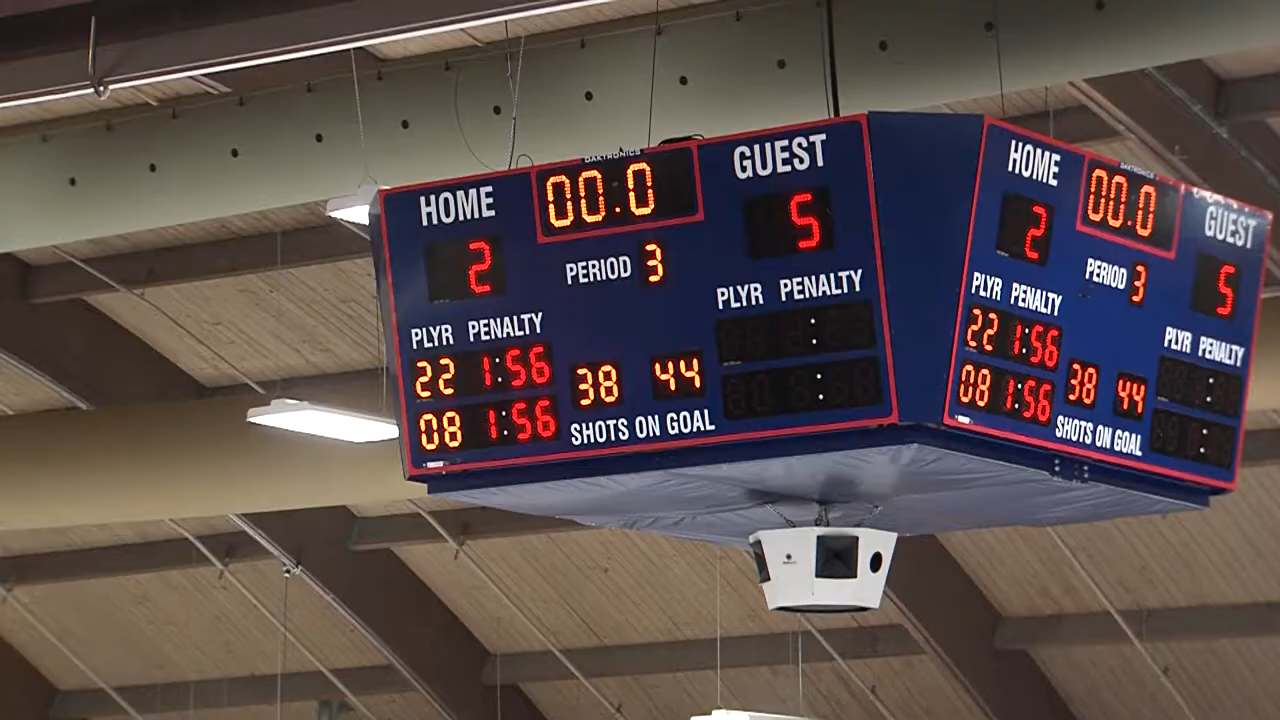 DAKTRONICS
HOME 00.0 GUEST
2 PERIOD 3 5
PLYR PENALTY PLYR PENALTY
22 1:56 38 44 :
08 1:56 :
SHOTS ON GOAL
DAKTRONICS
HOME 00.0 GUEST
2 PERIOD 3 5
PLYR PENALTY PLYR PENALTY
22 1:56 38 44 :
08 1:56 :
SHOTS ON GOAL